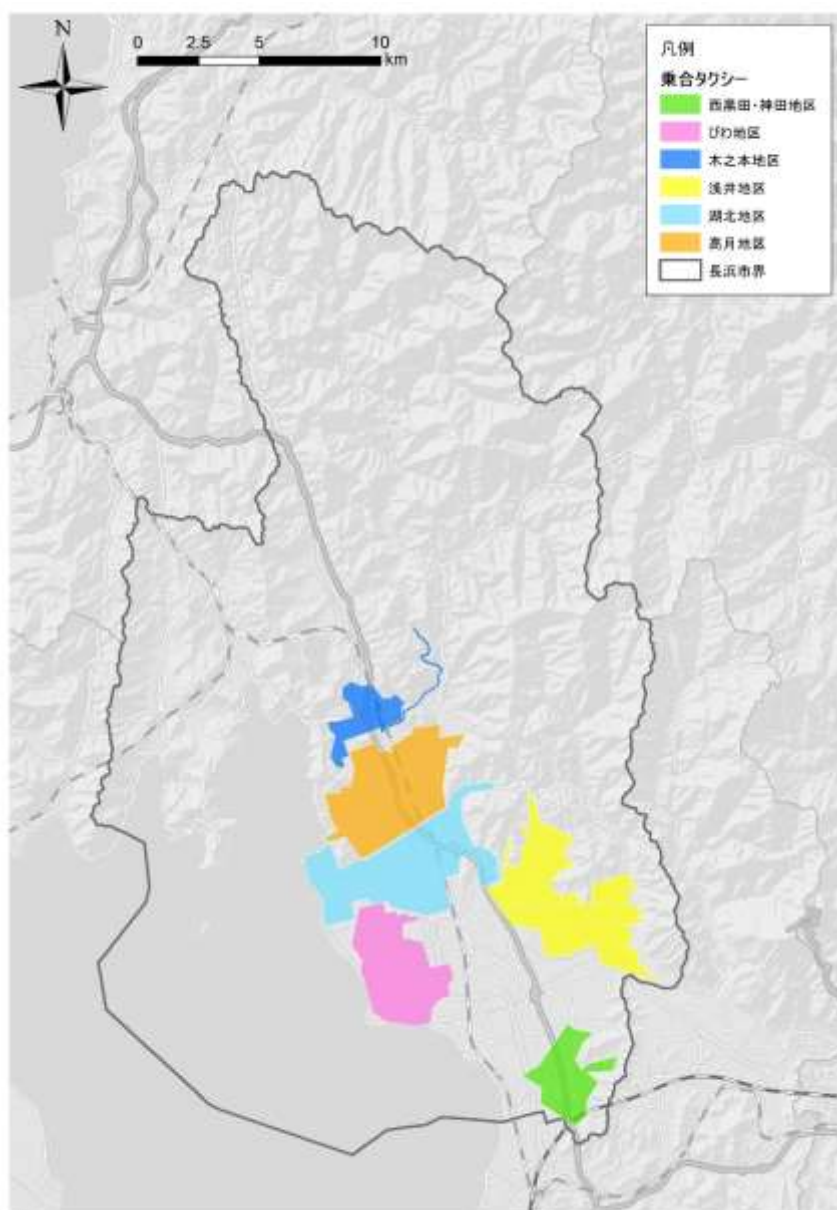 N
0 2.5 5 10
km
凡例
乗合タクシー
西黒田・神田地区
びわ地区
木之本地区
浅井地区
湖北地区
高月地区
長浜市界